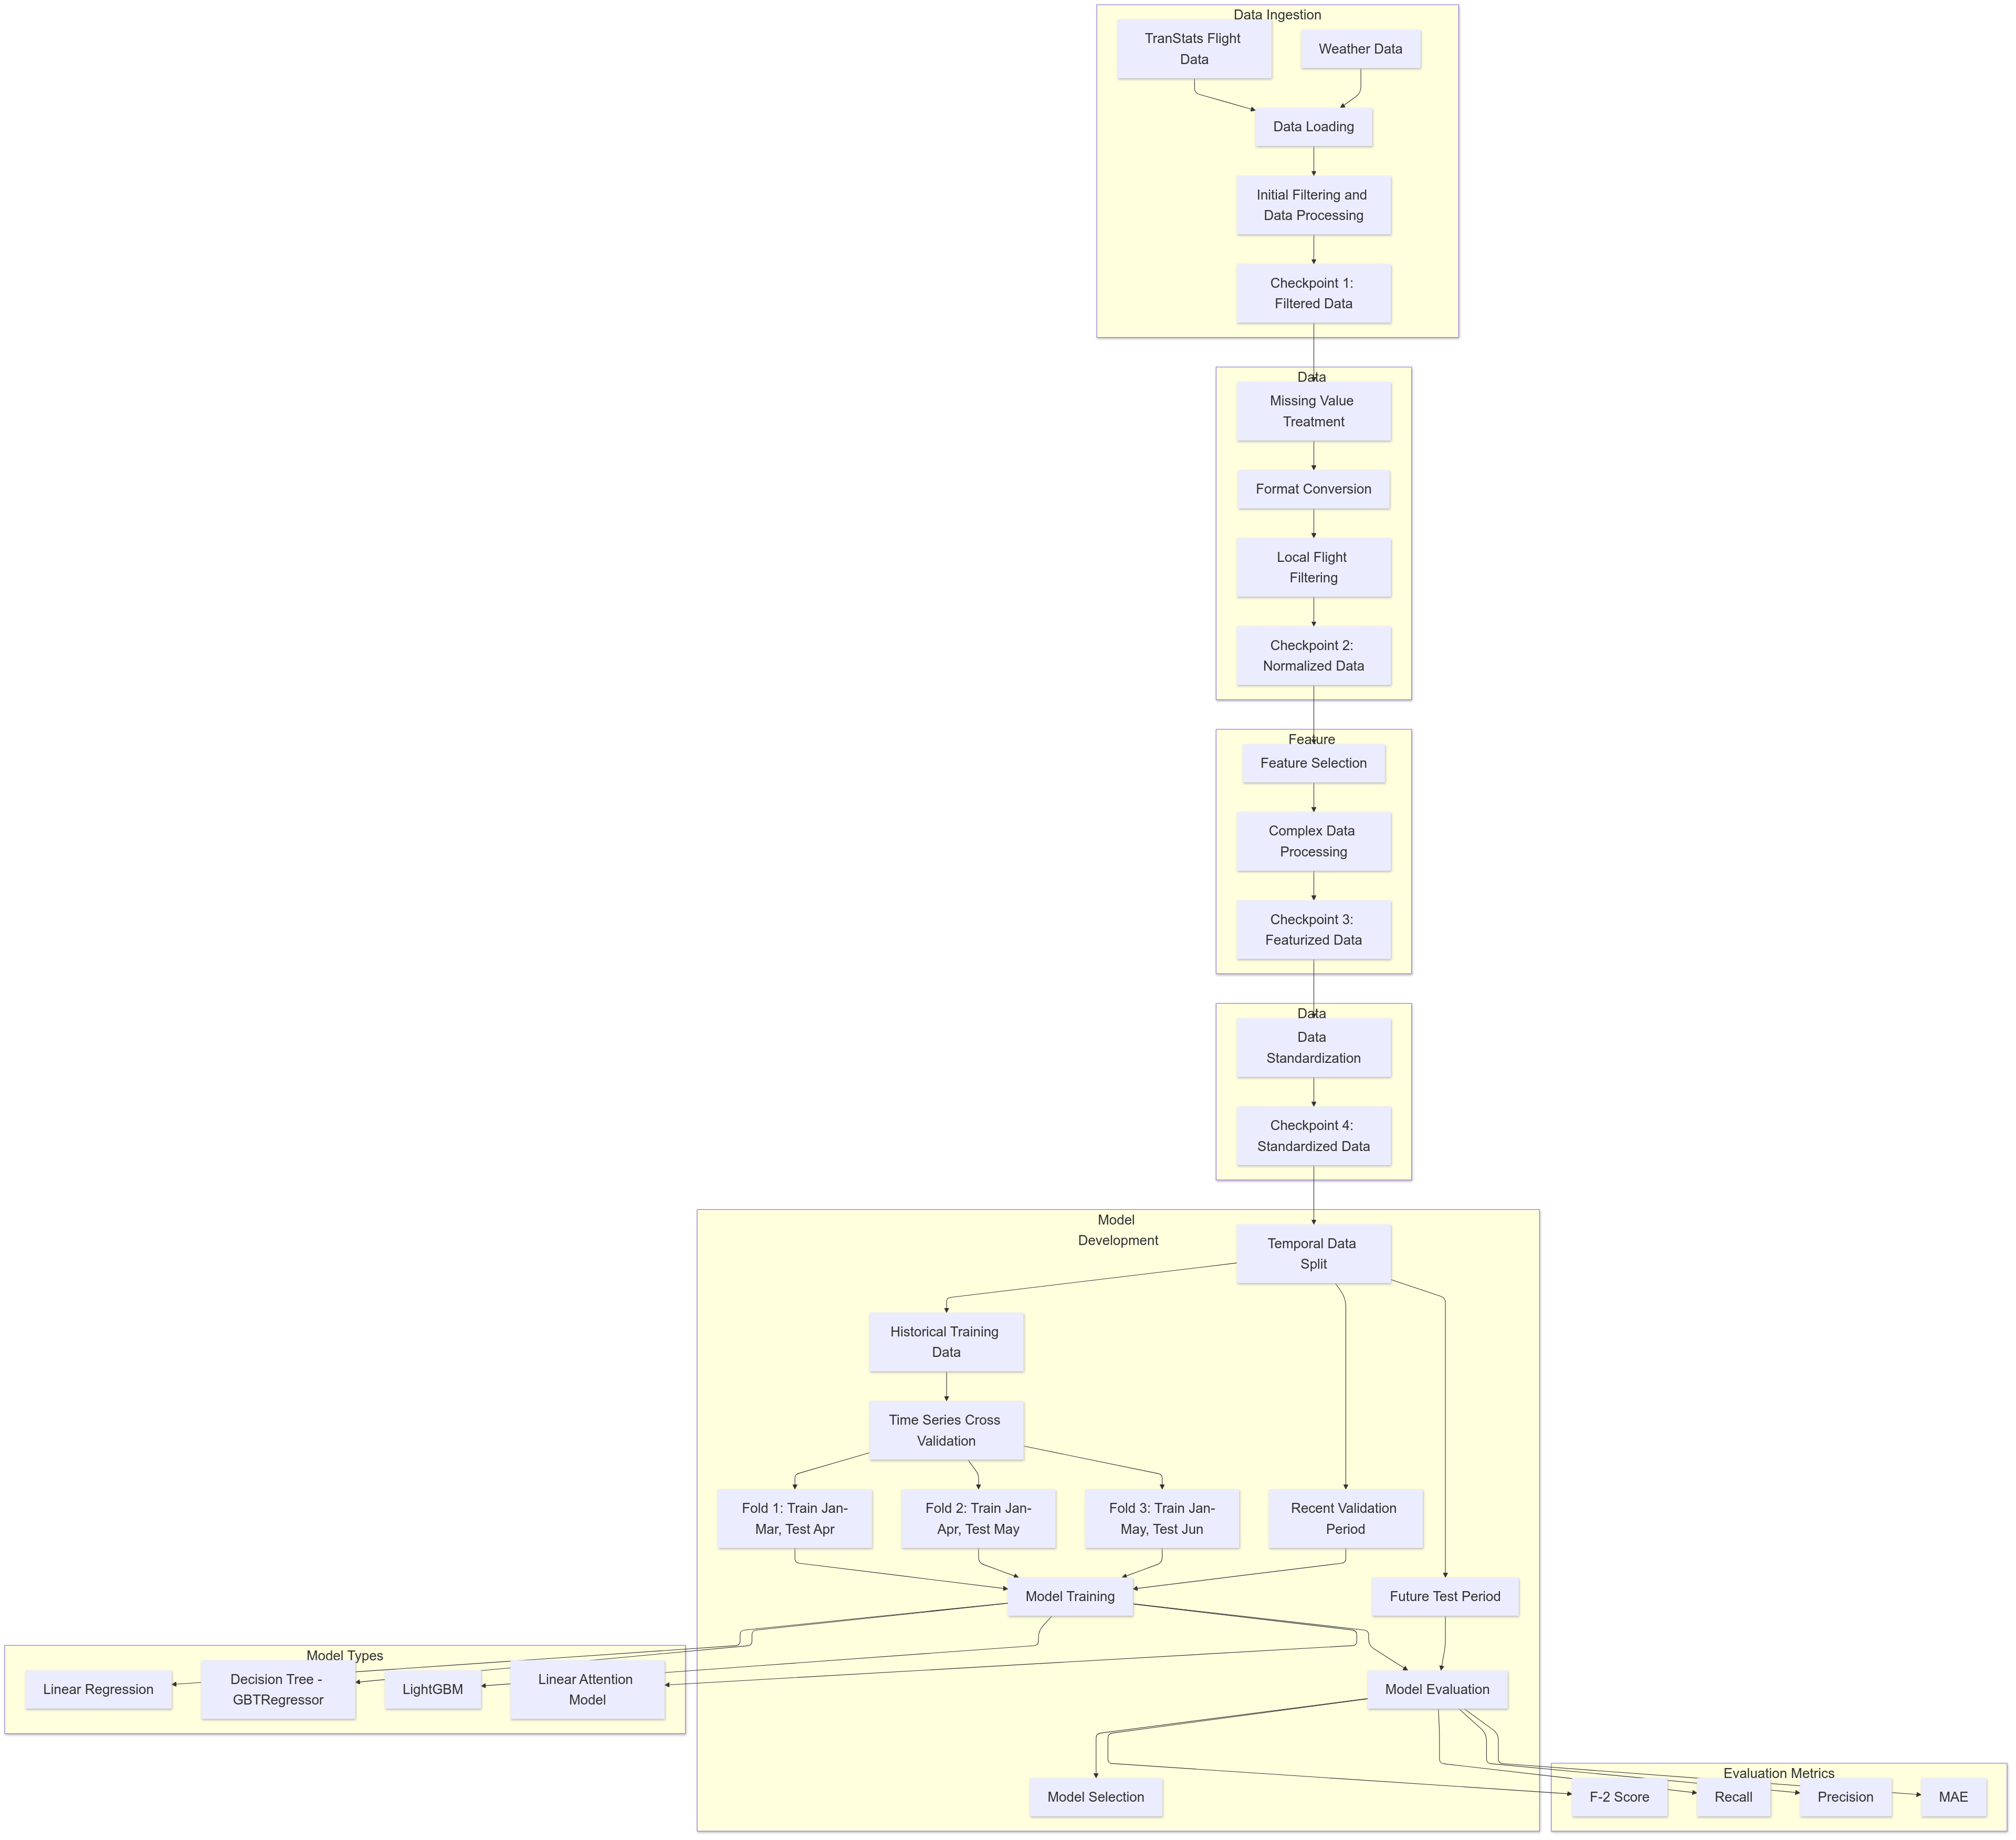 Data Ingestion
TranStats Flight
Data
Weather Data
Data Loading
Initial Filtering and
Data Processing
Checkpoint 1:
Filtered Data
Data
Missing Value
Treatment
Format Conversion
Local Flight
Filtering
Checkpoint 2:
Normalized Data
Feature
Feature Selection
Complex Data
Processing
Checkpoint 3:
Featurized Data
Data
Data
Standardization
Checkpoint 4:
Standardized Data
Model
Development
Temporal Data
Split
Historical Training
Data
Time Series Cross
Validation
Fold 1: Train Jan-
Mar, Test Apr
Fold 2: Train Jan-
Apr, Test May
Fold 3: Train Jan-
May, Test Jun
Recent Validation
Period
Model Training
Future Test Period
Model Types
Linear Regression
Decision Tree -
GBTRegressor
LightGBM
Linear Attention
Model
Model Evaluation
Model Selection
Evaluation Metrics
F-2 Score
Recall
Precision
MAE